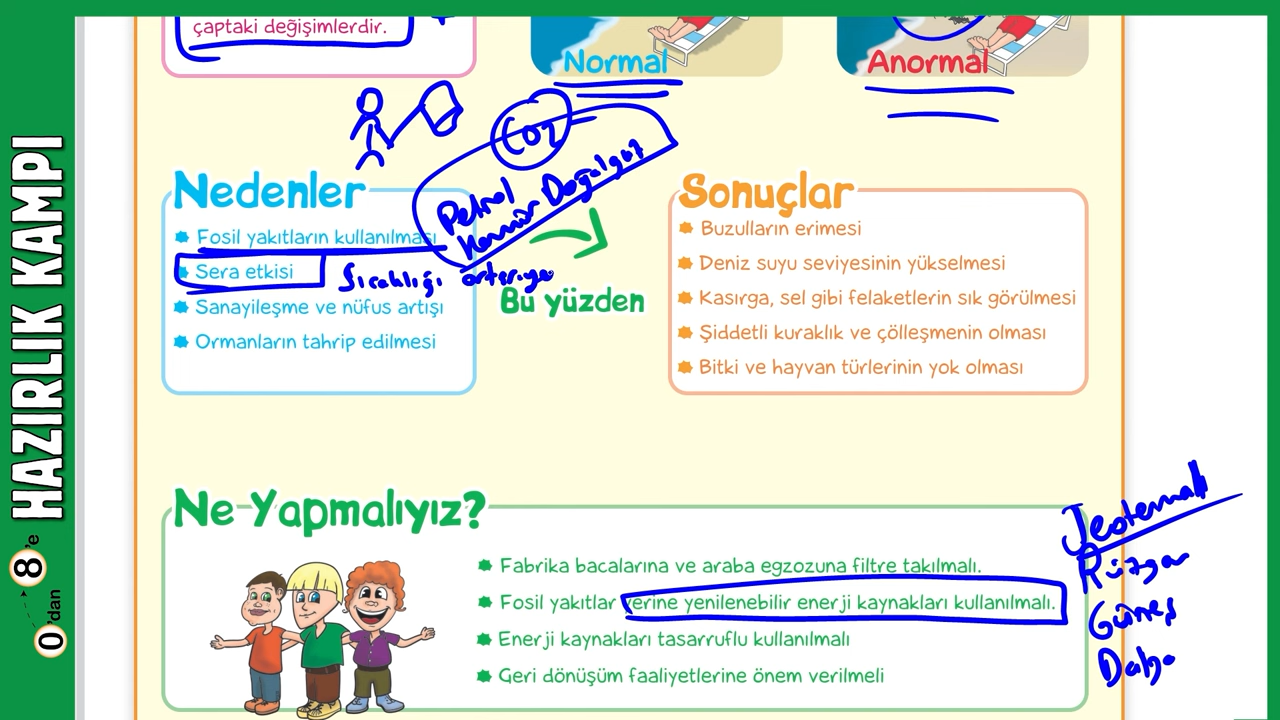 çaptaki değişimlerdir.
Normal
Anormal
CO2
Petrol
Kömür Doğalgaz
Nedenler
Fosil yakıtların kullanılması
Sera etkisi
Sıcaklığı artırıyo
Sanayileşme ve nüfus artışı
Ormanların tahrip edilmesi
Bu yüzden
Sonuçlar
Buzulların erimesi
Deniz suyu seviyesinin yükselmesi
Kasırga, sel gibi felaketlerin sık görülmesi
Şiddetli kuraklık ve çölleşmenin olması
Bitki ve hayvan türlerinin yok olması
Ne Yapmalıyız?
Fabrika bacalarına ve araba egzozuna filtre takılmalı.
Fosil yakıtlar yerine yenilenebilir enerji kaynakları kullanılmalı.
Enerji kaynakları tasarruflu kullanılmalı
Geri dönüşüm faaliyetlerine önem verilmeli
Jeotermal
Rüzga
Güneş
Dalga
0'dan 8'e
HAZIRLIK KAMPI